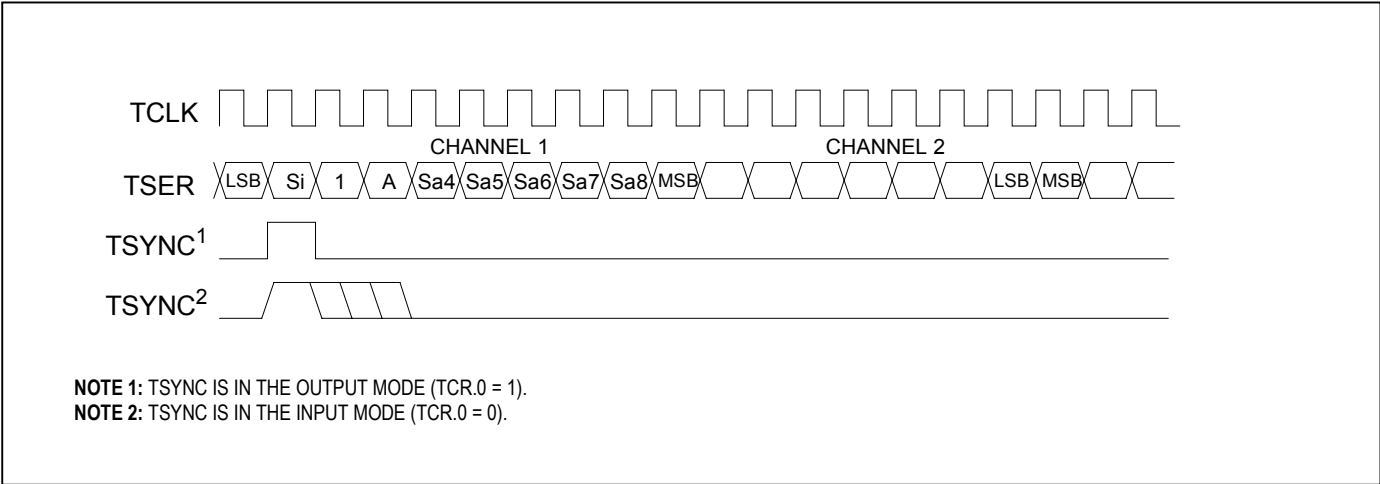 TCLK
CHANNEL 1 CHANNEL 2
TSER LSB Si 1 A Sa4 Sa5 Sa6 Sa7 Sa8 MSB LSB MSB
TSYNC1
TSYNC2
NOTE 1: TSYNC IS IN THE OUTPUT MODE (TCR.0 = 1).
NOTE 2: TSYNC IS IN THE INPUT MODE (TCR.0 = 0).